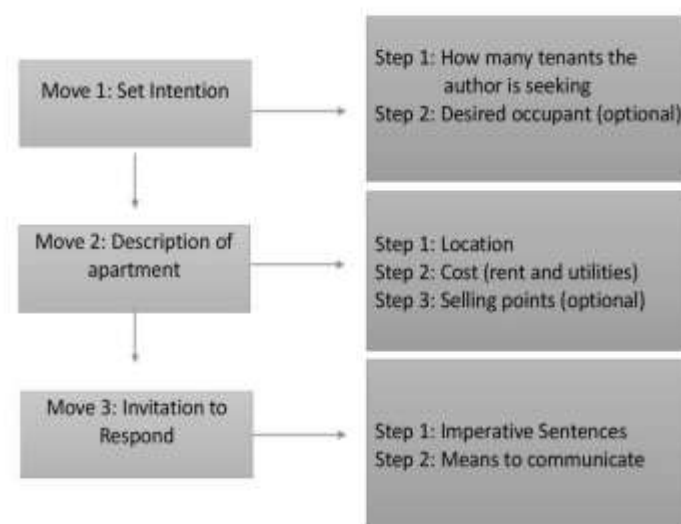 Move 1: Set Intention
Step 1: How many tenants the
author is seeking
Step 2: Desired occupant (optional)
Move 2: Description of
apartment
Step 1: Location
Step 2: Cost (rent and utilities)
Step 3: Selling points (optional)
Move 3: Invitation to
Respond
Step 1: Imperative Sentences
Step 2: Means to communicate